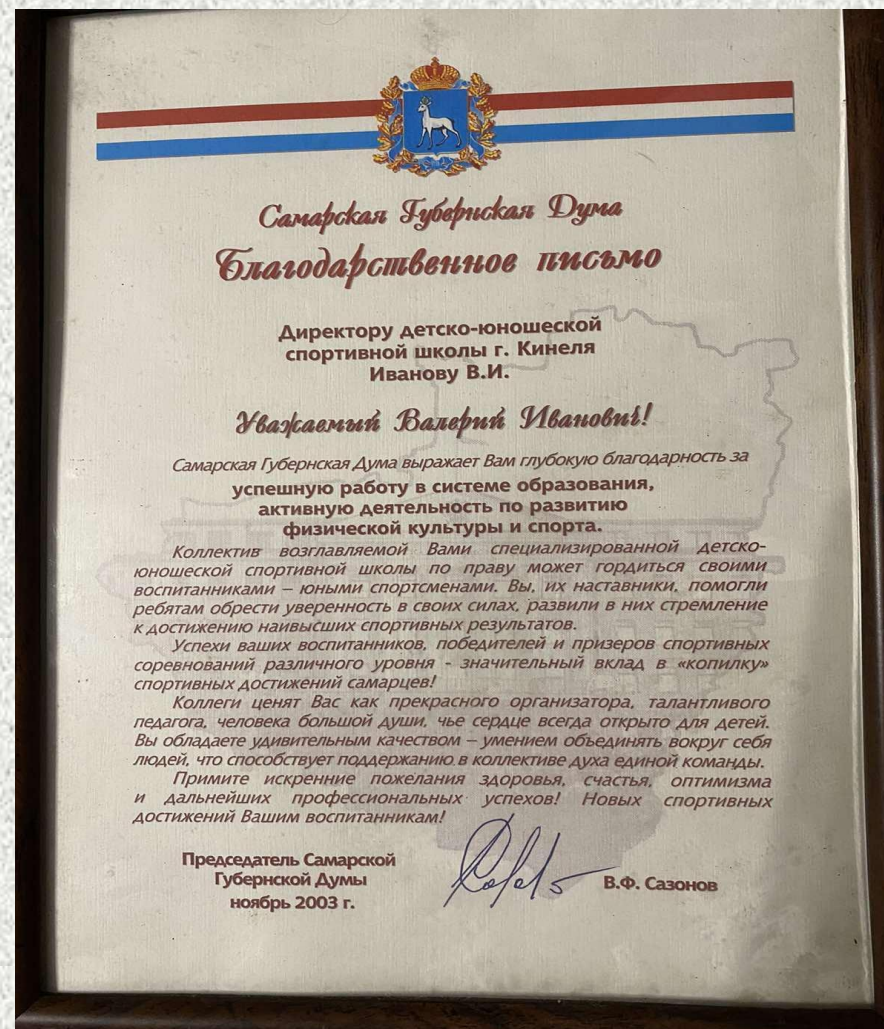 Самарская Губернская Дума
Благодарственное письмо
Директору детско-юношеской
спортивной школы г. Кинеля
Иванову В.И.
Уважаемый Валерий Иванович!
Самарская Губернская Дума выражает Вам глубокую благодарность за
успешную работу в системе образования,
активную деятельность по развитию
физической культуры и спорта.
Коллектив возглавляемой Вами специализированной детско-
юношеской спортивной школы по праву может гордиться своими
воспитанниками – юными спортсменами. Вы, их наставники, помогли
ребятам обрести уверенность в своих силах, развили в них стремление
к достижению наивысших спортивных результатов.
Успехи ваших воспитанников, победителей и призеров спортивных
соревнований различного уровня - значительный вклад в «копилку»
спортивных достижений самарцев!
Коллеги ценят Вас как прекрасного организатора, талантливого
педагога, человека большой души, чье сердце всегда открыто для детей.
Вы обладаете удивительным качеством – умением объединять вокруг себя
людей, что способствует поддержанию в коллективе духа единой команды.
Примите искренние пожелания здоровья, счастья, оптимизма
и дальнейших профессиональных успехов! Новых спортивных
достижений Вашим воспитанникам!
Председатель Самарской
Губернской Думы
ноябрь 2003 г.
В.Ф. Сазонов